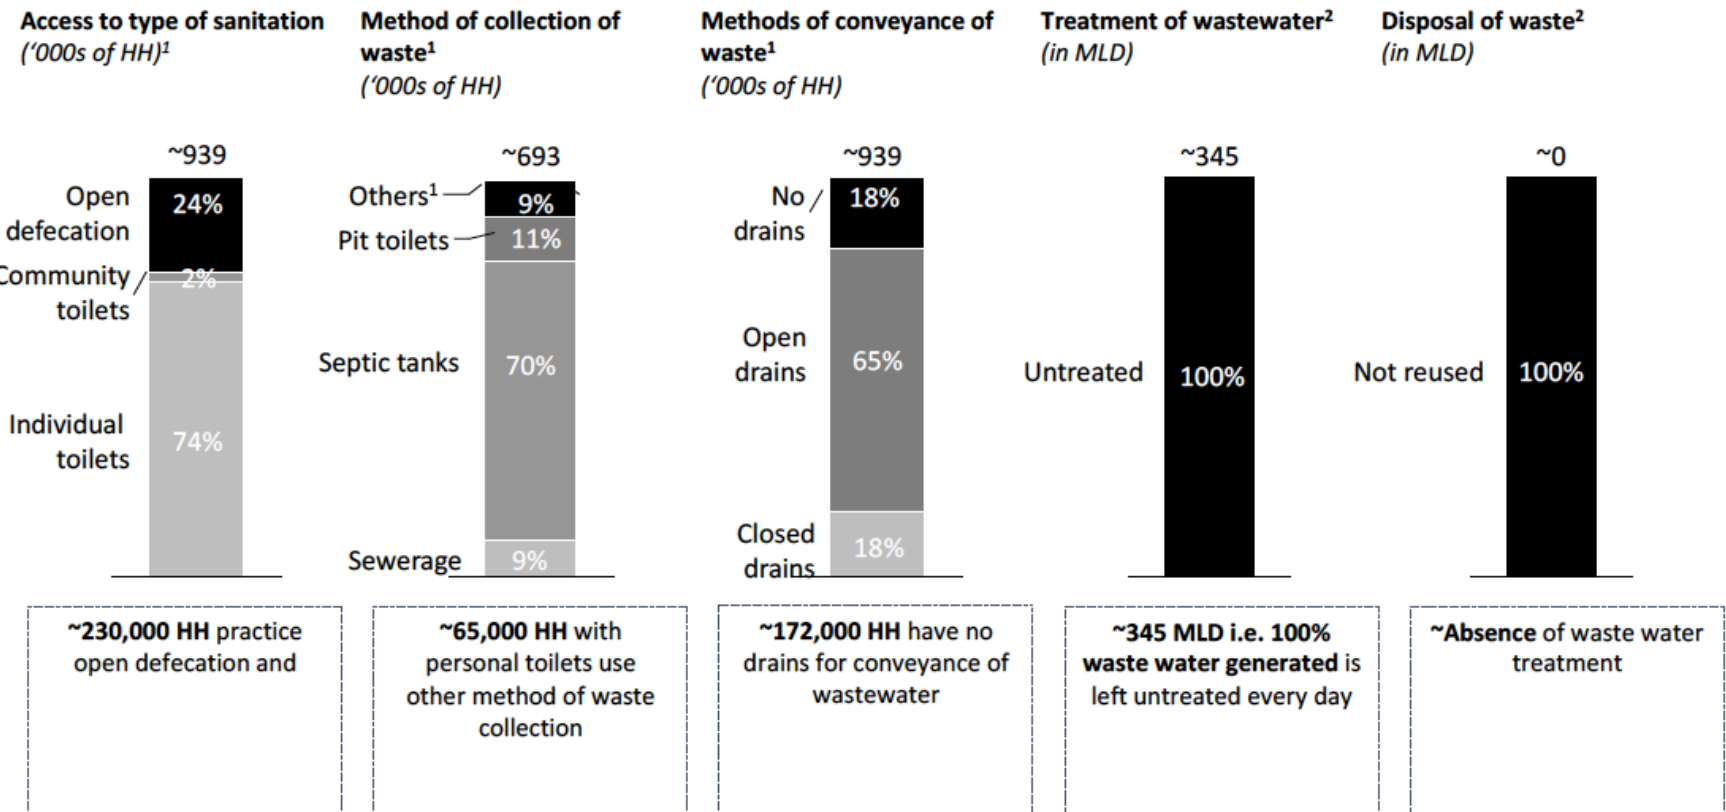 Access to type of sanitation
('000s of HH)¹
Method of collection of
waste¹
('000s of HH)
Methods of conveyance of
waste¹
('000s of HH)
Treatment of wastewater²
(in MLD)
Disposal of waste²
(in MLD)
~939
Open
defecation
24%
Community
toilets
2%
Individual
toilets
74%
~693
Others¹
9%
Pit toilets
11%
Septic tanks
70%
Sewerage
9%
~939
No
drains
18%
Open
drains
65%
Closed
drains
18%
~345
Untreated
100%
~0
Not reused
100%
~230,000 HH practice
open defecation and
~65,000 HH with
personal toilets use
other method of waste
collection
~172,000 HH have no
drains for conveyance of
wastewater
~345 MLD i.e. 100%
waste water generated is
left untreated every day
~Absence of waste water
treatment